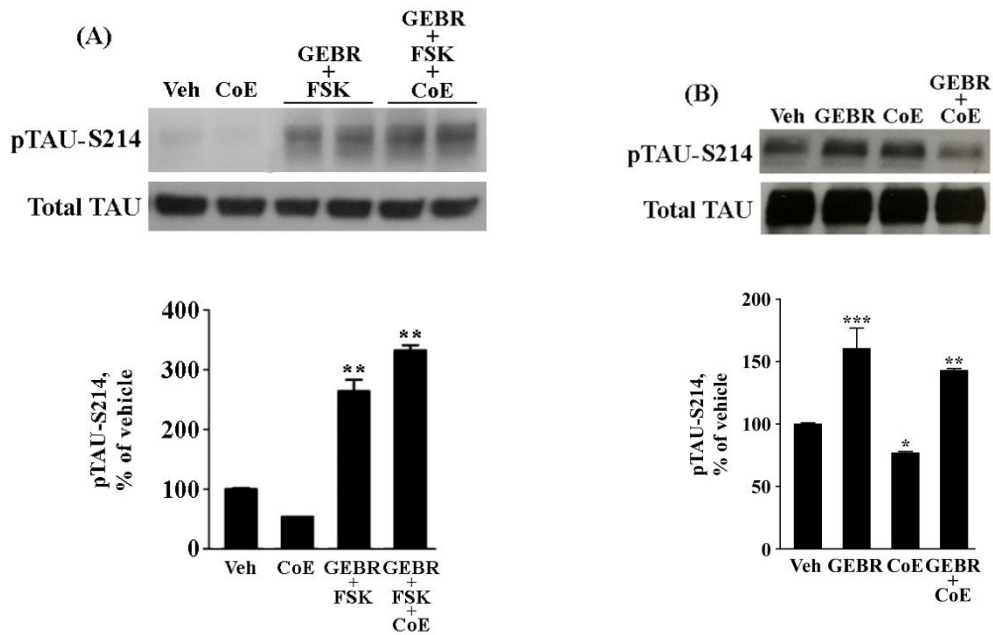 (A)
Veh
CoE
GEBR
+
FSK
GEBR
+
FSK
+
CoE
pTAU-S214
Total TAU
pTAU-S214,
% of vehicle
400
300
200
100
0
**
**
Veh
CoE
GEBR
+
FSK
GEBR
+
FSK
+
CoE
(B)
Veh
GEBR
CoE
GEBR
+
CoE
pTAU-S214
Total TAU
pTAU-S214,
% of vehicle
200
150
100
50
0
***
*
**
Veh
GEBR
CoE
GEBR
+
CoE